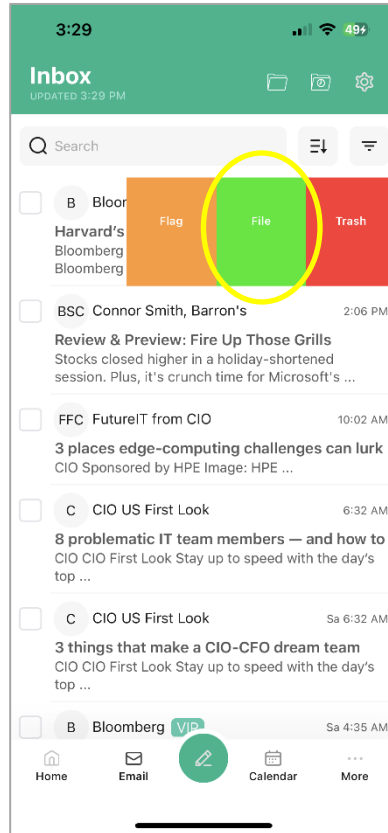 3:29
49
Inbox
UPDATED 3:29 PM
Search
B Bloor
Flag
File
Trash
Harvard's
Bloomberg
Bloomberg
BSC Connor Smith, Barron's 2:06 PM
Review & Preview: Fire Up Those Grills
Stocks closed higher in a holiday-shortened
session. Plus, it's crunch time for Microsoft's ...
FFC FutureIT from CIO 10:02 AM
3 places edge-computing challenges can lurk
CIO Sponsored by HPE Image: HPE ...
C CIO US First Look 6:32 AM
8 problematic IT team members — and how to
CIO CIO First Look Stay up to speed with the day's
top ...
C CIO US First Look Sa 6:32 AM
3 things that make a CIO-CFO dream team
CIO CIO First Look Stay up to speed with the day's
top ...
B Bloomberg VIP Sa 4:35 AM
Home Email Calendar More